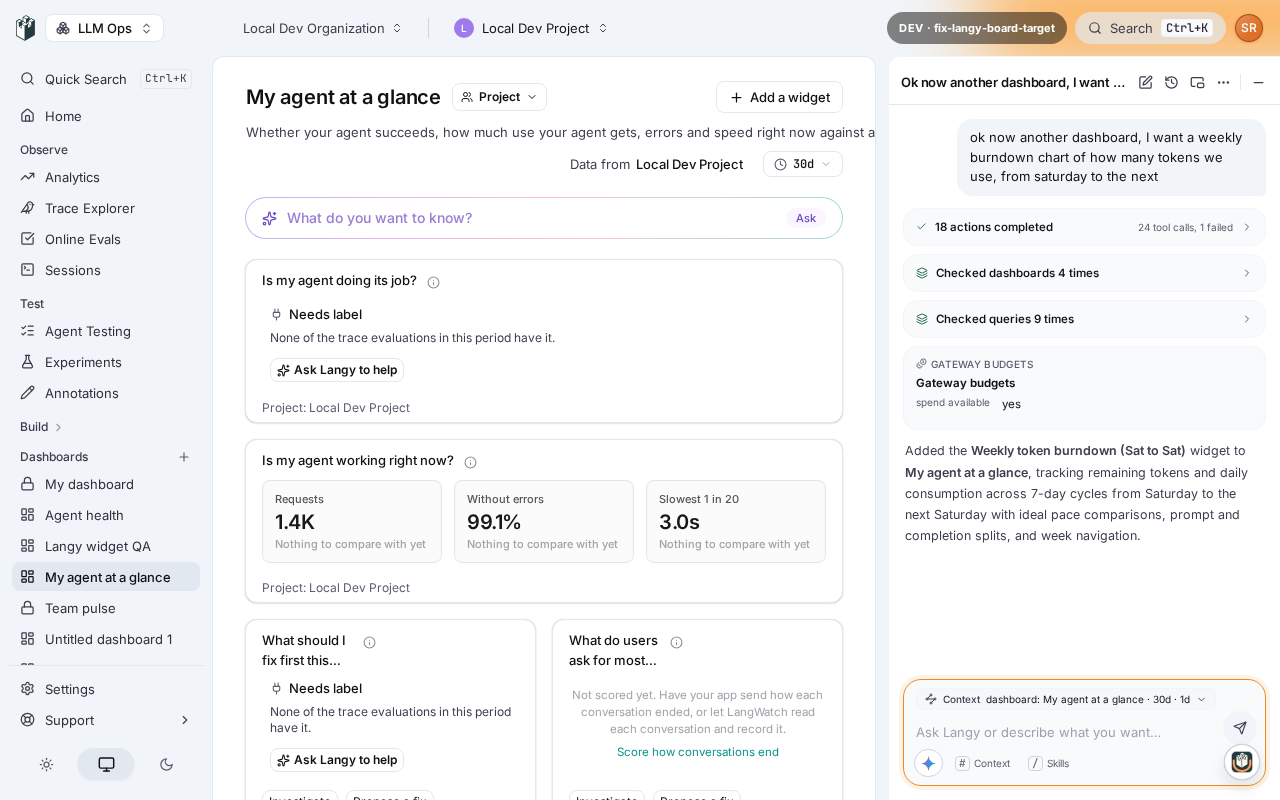 LLM Ops
Local Dev Organization
L
Local Dev Project
DEV · fix-langy-board-target
Search
Ctrl+K
SR
Quick Search
Ctrl+K
Home
Observe
Analytics
Trace Explorer
Online Evals
Sessions
Test
Agent Testing
Experiments
Annotations
Build
Dashboards
My dashboard
Agent health
Langy widget QA
My agent at a glance
Team pulse
Untitled dashboard 1
Settings
Support
My agent at a glance
Project
Add a widget
Whether your agent succeeds, how much use your agent gets, errors and speed right now against a
Data from Local Dev Project
30d
What do you want to know?
Ask
Is my agent doing its job?
Needs label
None of the trace evaluations in this period have it.
Ask Langy to help
Project: Local Dev Project
Is my agent working right now?
Requests
1.4K
Nothing to compare with yet
Without errors
99.1%
Nothing to compare with yet
Slowest 1 in 20
3.0s
Nothing to compare with yet
Project: Local Dev Project
What should I
fix first this...
Needs label
None of the trace evaluations in this period
have it.
Ask Langy to help
Investigate
Propose a fix
What do users
ask for most...
Not scored yet. Have your app send how each
conversation ended, or let LangWatch read
each conversation and record it.
Score how conversations end
Investigate
Propose a fix
Ok now another dashboard, I want ...
ok now another dashboard, I want a weekly
burndown chart of how many tokens we
use, from saturday to the next
18 actions completed
24 tool calls, 1 failed
Checked dashboards 4 times
Checked queries 9 times
GATEWAY BUDGETS
Gateway budgets
spend available yes
Added the Weekly token burndown (Sat to Sat) widget to
My agent at a glance, tracking remaining tokens and daily
consumption across 7-day cycles from Saturday to the
next Saturday with ideal pace comparisons, prompt and
completion splits, and week navigation.
Context dashboard: My agent at a glance · 30d · 1d
Ask Langy or describe what you want...
# Context
/ Skills